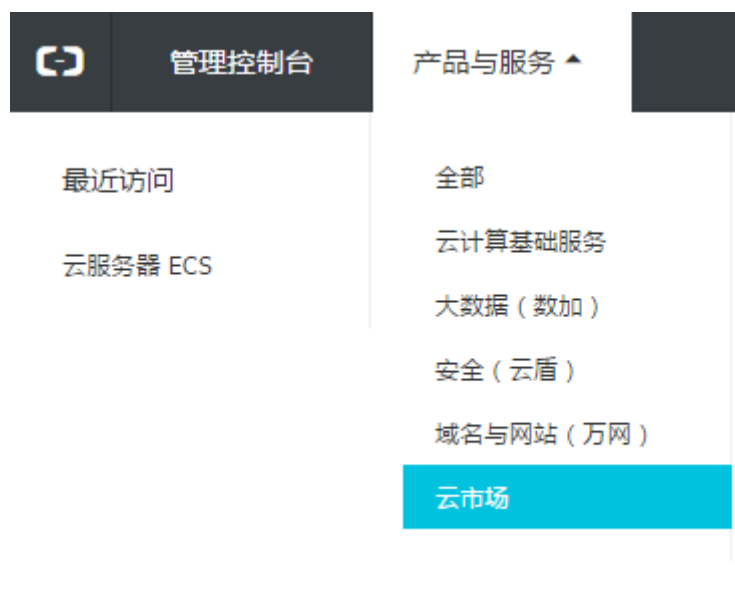 管理控制台
产品与服务
最近访问
云服务器 ECS
全部
云计算基础服务
大数据（数加）
安全（云盾）
域名与网站（万网）
云市场